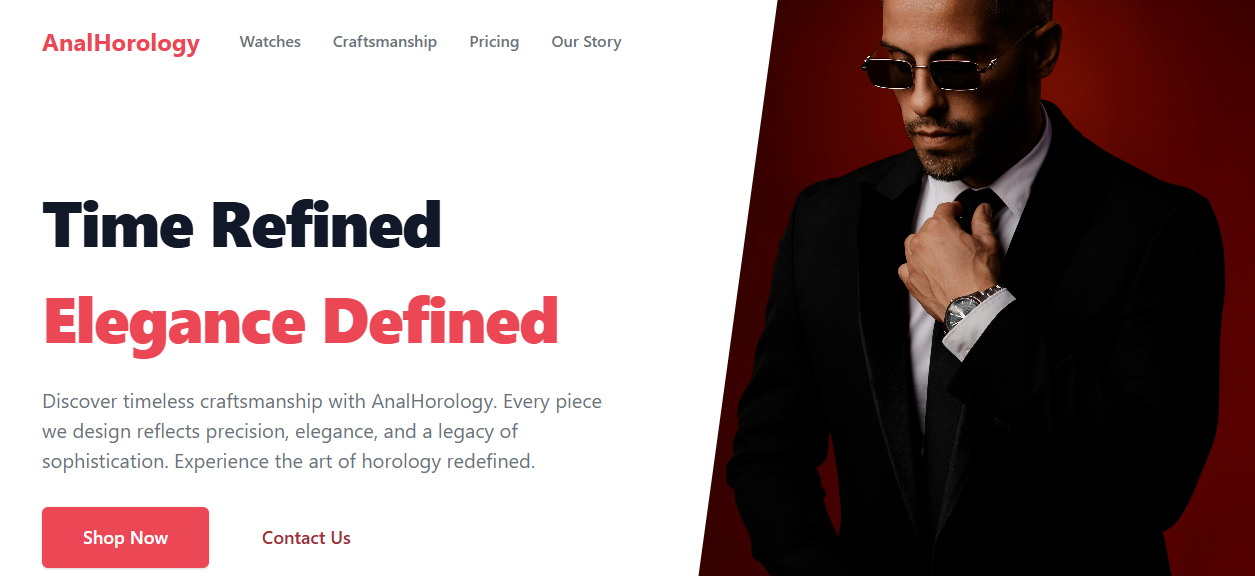 AnalHorology
Watches
Craftsmanship
Pricing
Our Story
Time Refined
Elegance Defined
Discover timeless craftsmanship with AnalHorology. Every piece
we design reflects precision, elegance, and a legacy of
sophistication. Experience the art of horology redefined.
Shop Now
Contact Us